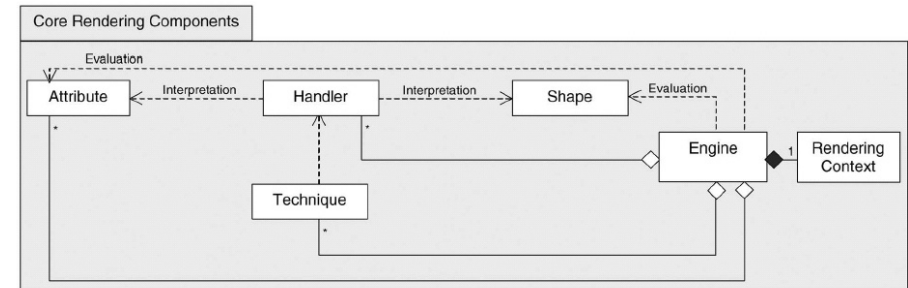 Core Rendering Components
Evaluation
Attribute
Interpretation
Handler
Interpretation
Shape
Evaluation
*
*
Engine
1
Rendering
Context
Technique
*